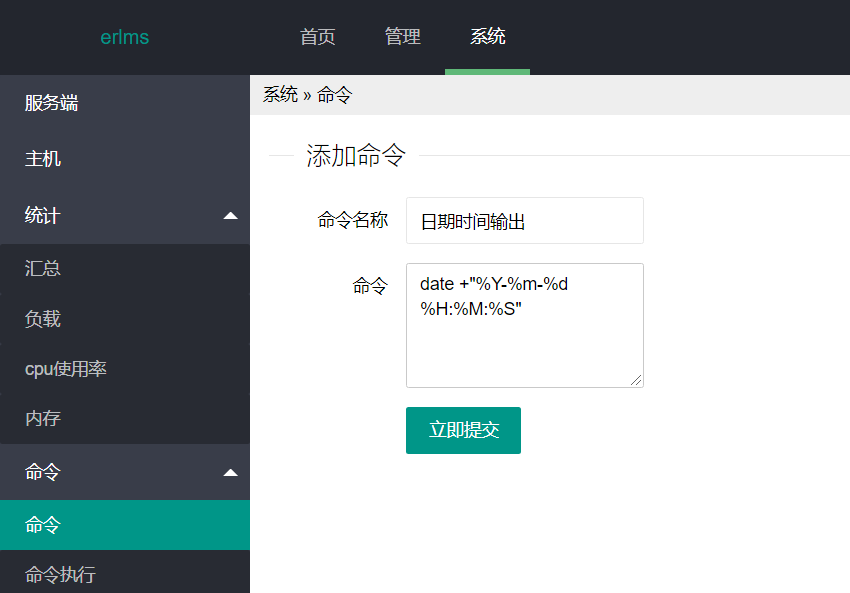 erlms
首页
管理
系统
服务端
主机
统计
汇总
负载
cpu使用率
内存
命令
命令
命令执行
系统 » 命令
添加命令
命令名称
日期时间输出
命令
date +"%Y-%m-%d
%H:%M:%S"
立即提交